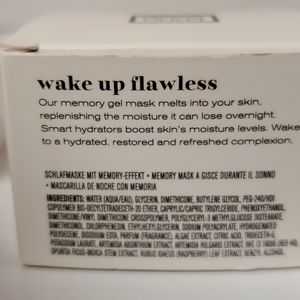 wake up flawless
Our memory gel mask melts into your skin,
replenishing the moisture it can lose overnight.
Smart hydrators boost skin's moisture levels. Wake
to a hydrated, restored and refreshed complexion.
SCHLAFMASKE MIT MEMORY-EFFEKT • MEMORY MASK A GISCE DURANTE IL SONNO
• MASCARILLA DE NOCHE CON MEMORIA
INGREDIENTS: WATER (AQUA/EAU), GLYCERIN, DIMETHICONE, BUTYLENE GLYCOL, PEG-240/HDI
COPOLYMER BIS-DECYLTETRADECETH-20 ETHER, CAPRYLIC/CAPRIC TRIGLYCERIDE, PHENOXYETHANOL,
DIMETHICONE/VINYL DIMETHICONE CROSSPOLYMER, POLYGLYCERYL-3 METHYLGLUCOSE DISTEARATE,
DIMETHICONOL, CHLORPHENESIN, ETHYLHEXYLGLYCERIN, SODIUM POLYACRYLATE, HYDROGENATED
POLYDECENE, DISODIUM EDTA, PARFUM (FRAGRANCE), ALGAE EXTRACT, CITRIC ACID, TRIDECETH-6
POTASSIUM LAURATE, ARTEMISIA ABSINTHIUM EXTRACT, ARTEMISIA VULGARIS EXTRACT, BHT,
OPUNTIA FICUS-INDICA STEM EXTRACT, RUBUS IDAEUS (RASPBERRY) LEAF EXTRACT, BENZYL ALCOHOL